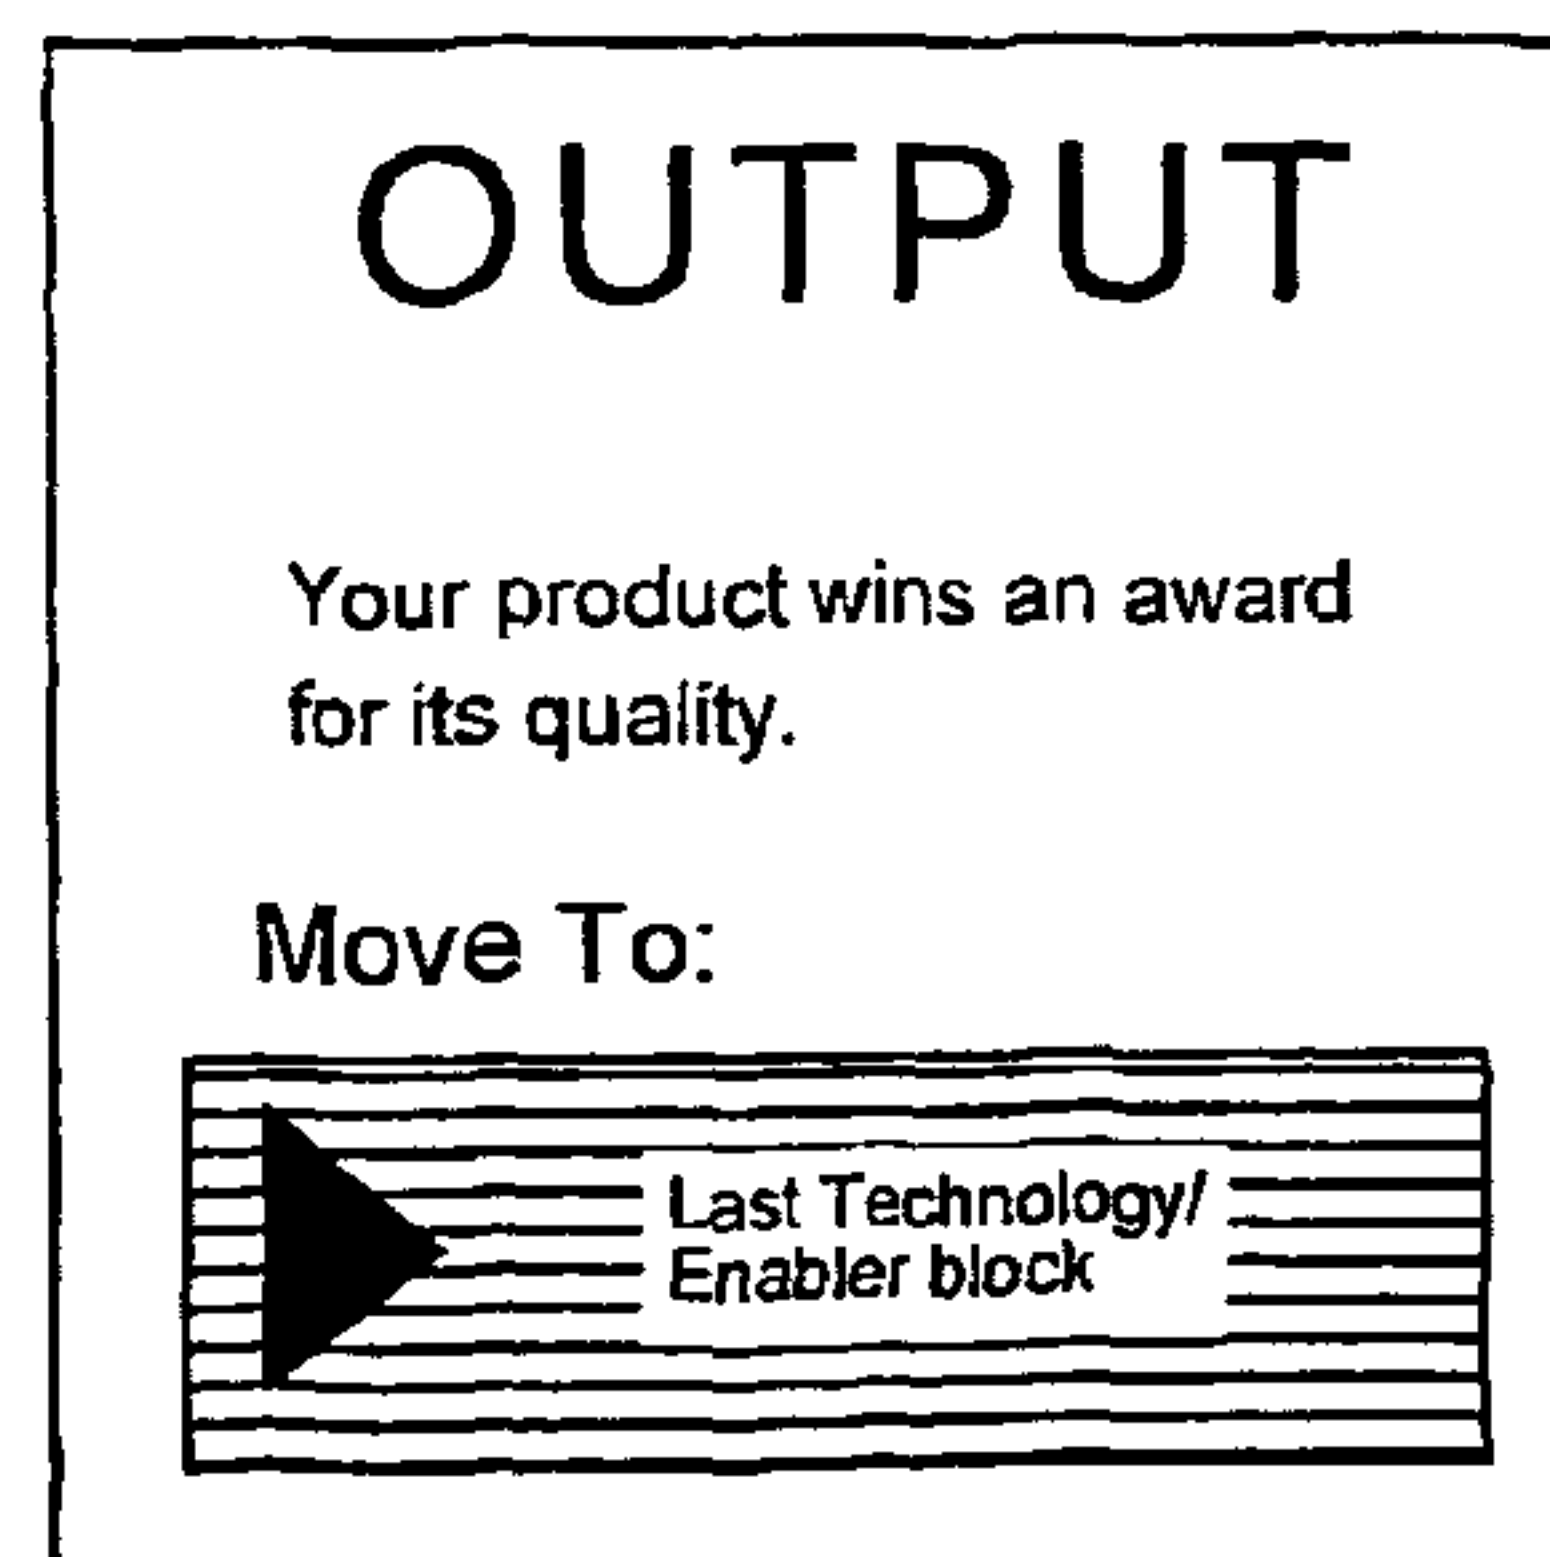 OUTPUT
Your product wins an award
for its quality.
Move To:
Last Technology/
Enabler block